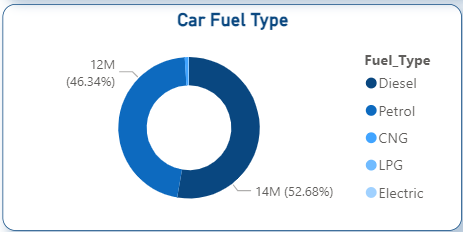 Car Fuel Type
12M
(46.34%)
14M (52.68%)
Fuel_Type
Diesel
Petrol
CNG
LPG
Electric